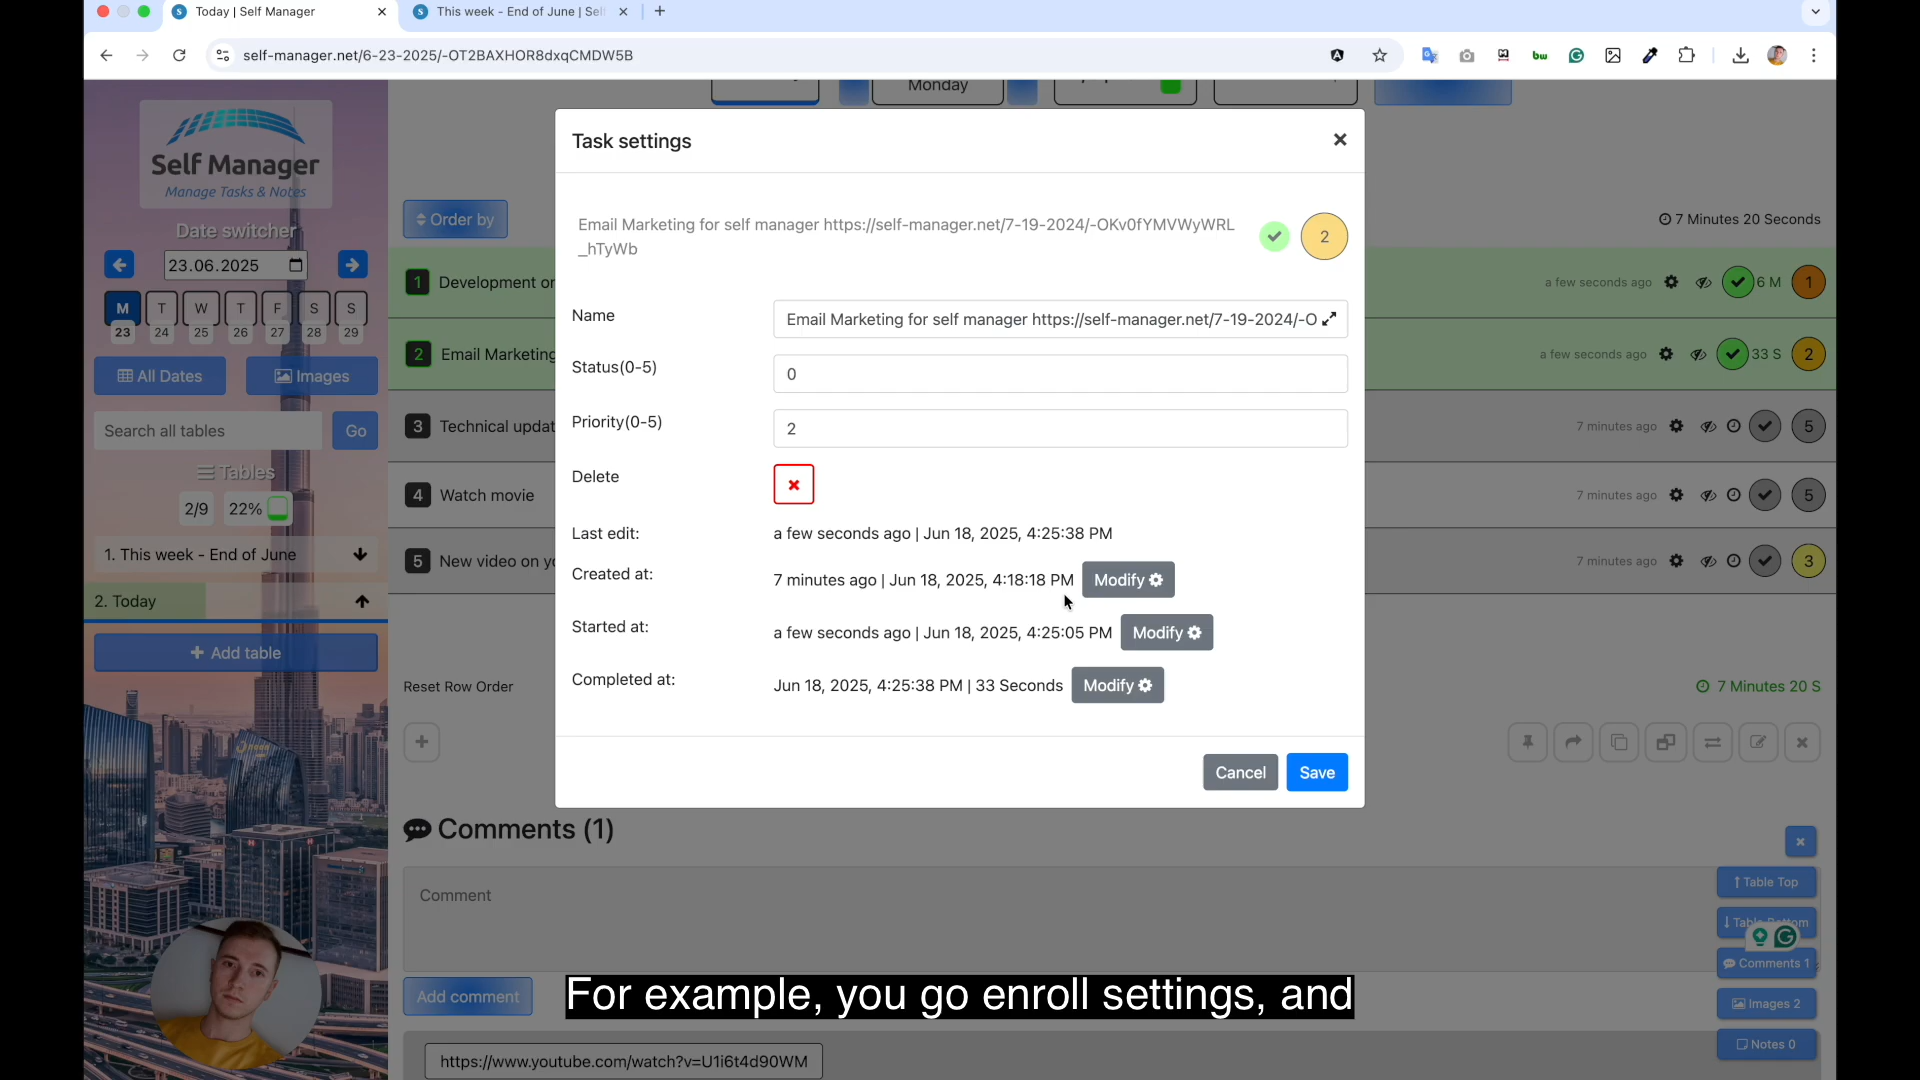 Today | Self Manager
This week - End of June | Sel
self-manager.net/6-23-2025/-OT2BAXHOR8dxqCMDW5B
Self Manager
Manage Tasks & Notes
Date switcher
23.06.2025
M T W T F S S
23 24 25 26 27 28 29
All Dates
Images
Search all tables
Go
Tables
2/9
22%
1. This week - End of June
2. Today
Add table
Monday
Order by
7 Minutes 20 Seconds
1 Development or
a few seconds ago
6 M
1
2 Email Marketing
a few seconds ago
33 S
2
3 Technical updat
7 minutes ago
5
4 Watch movie
7 minutes ago
5
5 New video on yo
7 minutes ago
3
Reset Row Order
7 Minutes 20 S
Task settings
Email Marketing for self manager https://self-manager.net/7-19-2024/-OKv0fYMVWyWRL
_hTyWb
2
Name
Email Marketing for self manager https://self-manager.net/7-19-2024/-O
Status(0-5)
0
Priority(0-5)
2
Delete
Last edit:
a few seconds ago | Jun 18, 2025, 4:25:38 PM
Created at:
7 minutes ago | Jun 18, 2025, 4:18:18 PM
Modify
Started at:
a few seconds ago | Jun 18, 2025, 4:25:05 PM
Modify
Completed at:
Jun 18, 2025, 4:25:38 PM | 33 Seconds
Modify
Cancel
Save
Comments (1)
Comment
Add comment
https://www.youtube.com/watch?v=U1i6t4d90WM
Table Top
Table Bottom
Comments 1
Images 2
Notes 0
For example, you go enroll settings, and